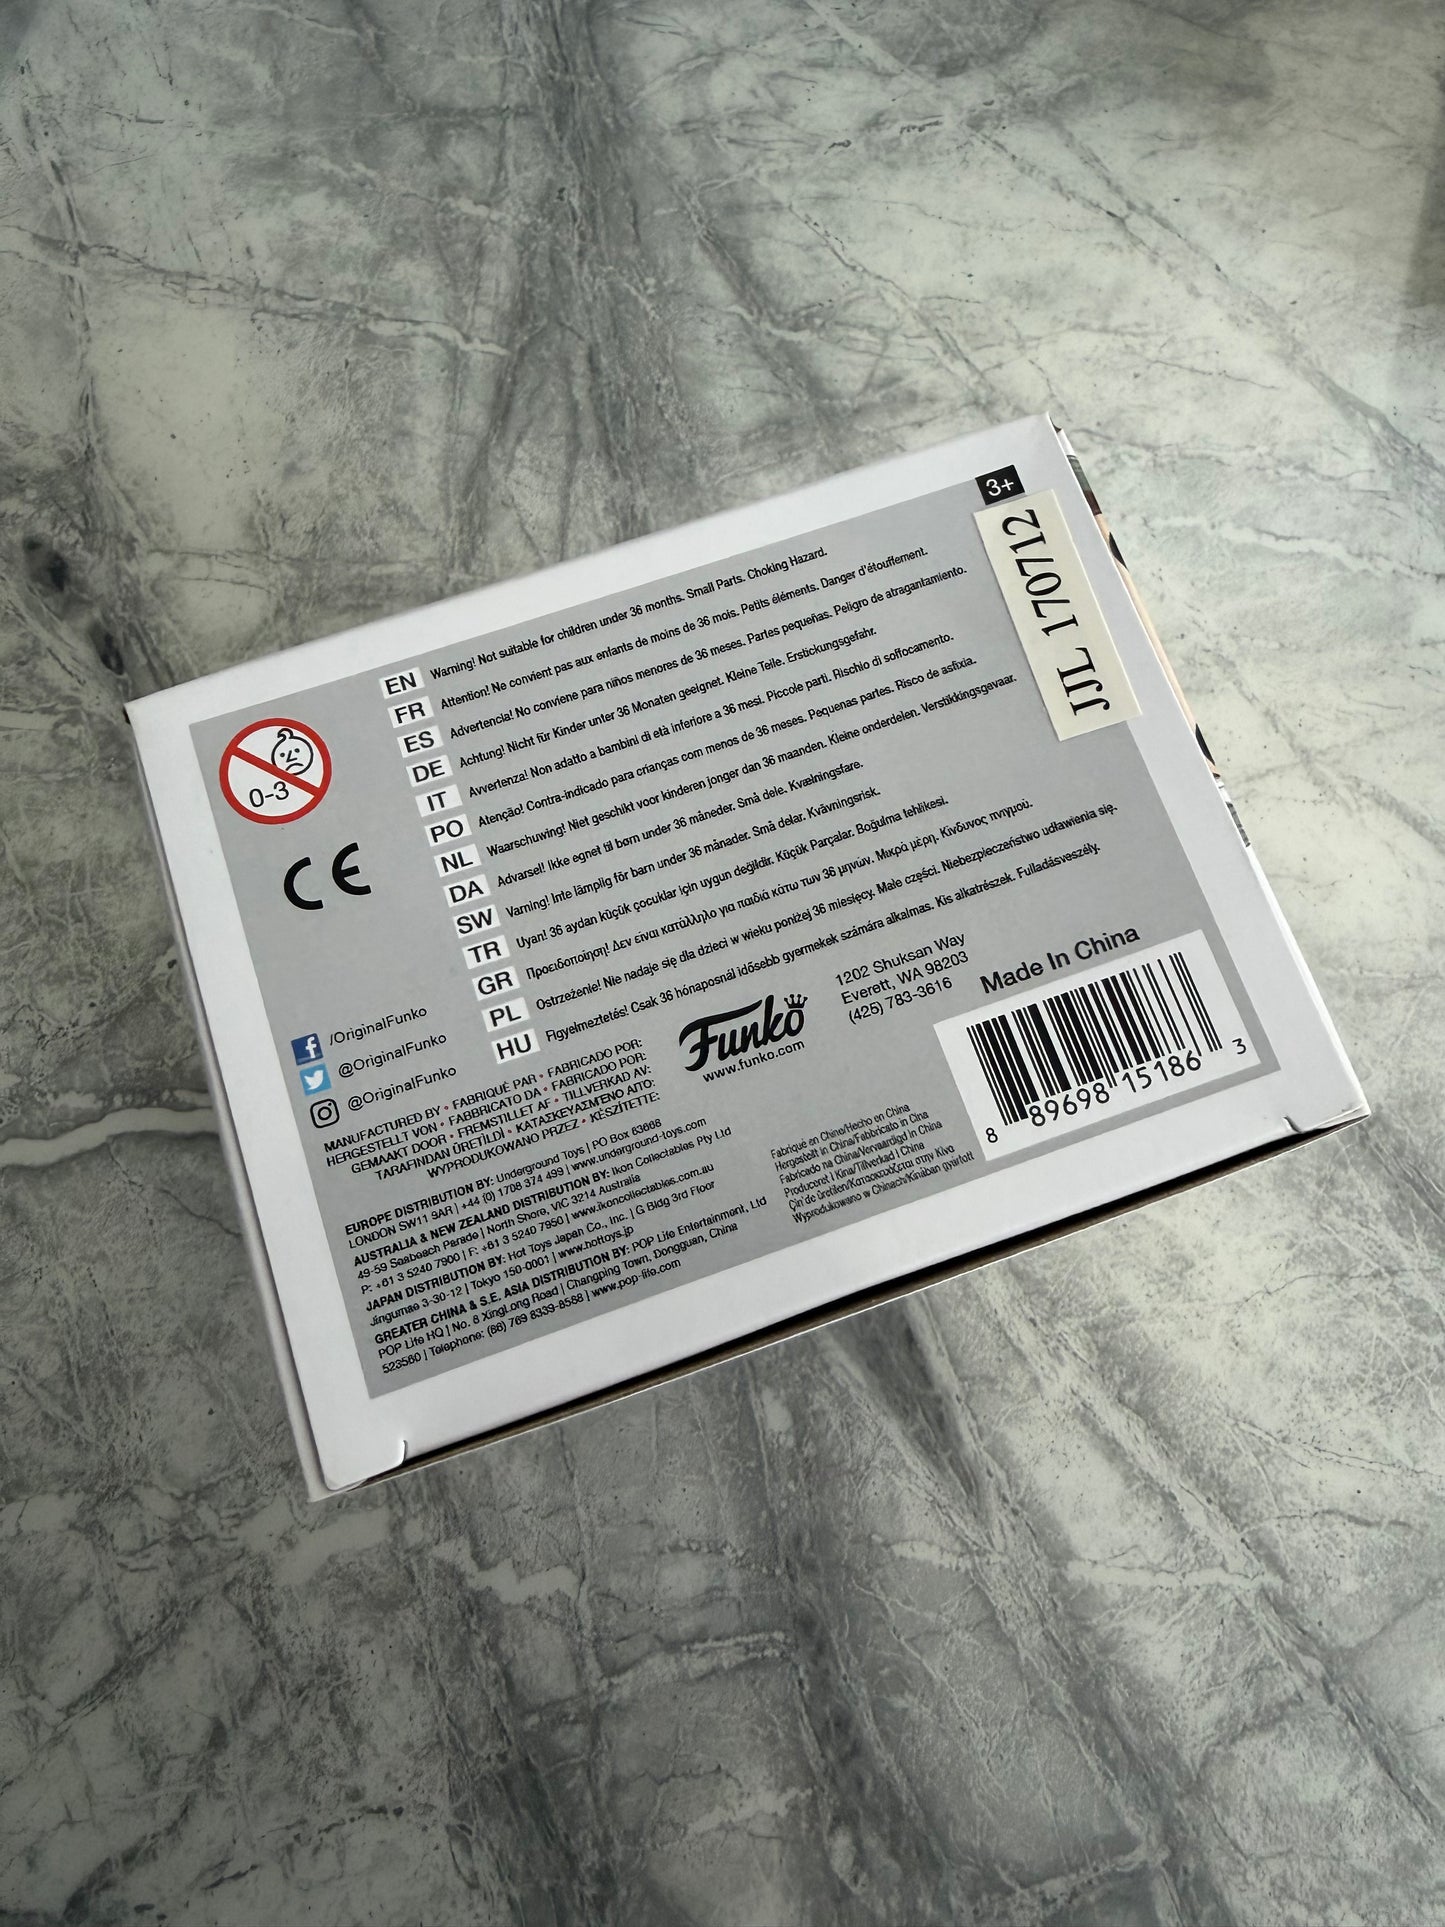 3+
JJL 170712
0-3
CE
EN Warning! Not suitable for children under 36 months. Small Parts. Choking Hazard.
FR Attention! Ne convient pas aux enfants de moins de 36 mois. Petits éléments. Danger d'étouffement.
ES Advertencia! No conviene para niños menores de 36 meses. Partes pequeñas. Peligro de atragantamiento.
DE Achtung! Nicht für Kinder unter 36 Monaten geeignet. Kleine Teile. Erstickungsgefahr.
IT Avvertenza! Non adatto a bambini di età inferiore a 36 mesi. Piccole parti. Rischio di soffocamento.
PO Atenção! Contra-indicado para crianças com menos de 36 meses. Pequenas partes. Risco de asfixia.
NL Waarschuwing! Niet geschikt voor kinderen jonger dan 36 maanden. Kleine onderdelen. Verstikkingsgevaar.
DA Advarsel! Ikke egnet til børn under 36 måneder. Små dele. Kvælningsfare.
SW Varning! Inte lämplig för barn under 36 månader. Små delar. Kvävningsrisk.
TR Uyarı! 36 aydan küçük çocuklar için uygun değildir. Küçük Parçalar. Boğulma tehlikesi.
GR Προειδοποίηση! Δεν είναι κατάλληλο για παιδιά κάτω των 36 μηνών. Μικρά μέρη. Κίνδυνος πνιγμού.
PL Ostrzeżenie! Nie nadaje się dla dzieci w wieku poniżej 36 miesięcy. Małe części. Niebezpieczeństwo udławienia się.
HU Figyelmeztetés! Csak 36 hónaposnál idősebb gyermekek számára alkalmas. Kis alkatrészek. Fulladásveszély.
/OriginalFunko
@OriginalFunko
@OriginalFunko
MANUFACTURED BY • FABRIQUÉ PAR • FABRICADO POR:
HERGESTELLT VON • FABBRICATO DA • FABRICADO POR:
GEMAAKT DOOR • FREMSTILLET AF • TILLVERKAD AV:
TARAFINDAN ÜRETİLDİ • ΚΑΤΑΣΚΕΥΑΣΜΕΝΟ ΑΠΟ:
WYPRODUKOWANO PRZEZ • KÉSZÍTETTE:
Funko
www.funko.com
1202 Shuksan Way
Everett, WA 98203
(425) 783-3616
Made In China
8 89698 15186 3
EUROPE DISTRIBUTION BY: Underground Toys | PO Box 63668
LONDON SW11 9AR | +44 (0) 1708 374 499 | www.underground-toys.com
AUSTRALIA & NEW ZEALAND DISTRIBUTION BY: Ikon Collectables Pty Ltd
49-59 Seabeach Parade | North Shore, VIC 3214 Australia
P: +61 3 5240 7900 | F: +61 3 5240 7950 | www.ikoncollectables.com.au
JAPAN DISTRIBUTION BY: Hot Toys Japan Co., Inc. | G Bldg 3rd Floor
Jingumae 3-30-12 | Tokyo 150-0001 | www.hottoys.jp
GREATER CHINA & S.E. ASIA DISTRIBUTION BY: POP Life Entertainment, Ltd
POP Life HQ | No. 8 XingLong Road | Changping Town, Dongguan, China
523560 | Telephone: (86) 769 8339-8588 | www.pop-life.com
Fabriqué en Chine/Hecho en China
Hergestellt in China/Fabbricato in Cina
Fabricado na China/Vervaardigd in China
Produceret i Kina/Tillverkad i China
Çin'de üretilen/Κατασκευάζεται στην Κίνα
Wyprodukowano w Chinach/Kínában gyártott